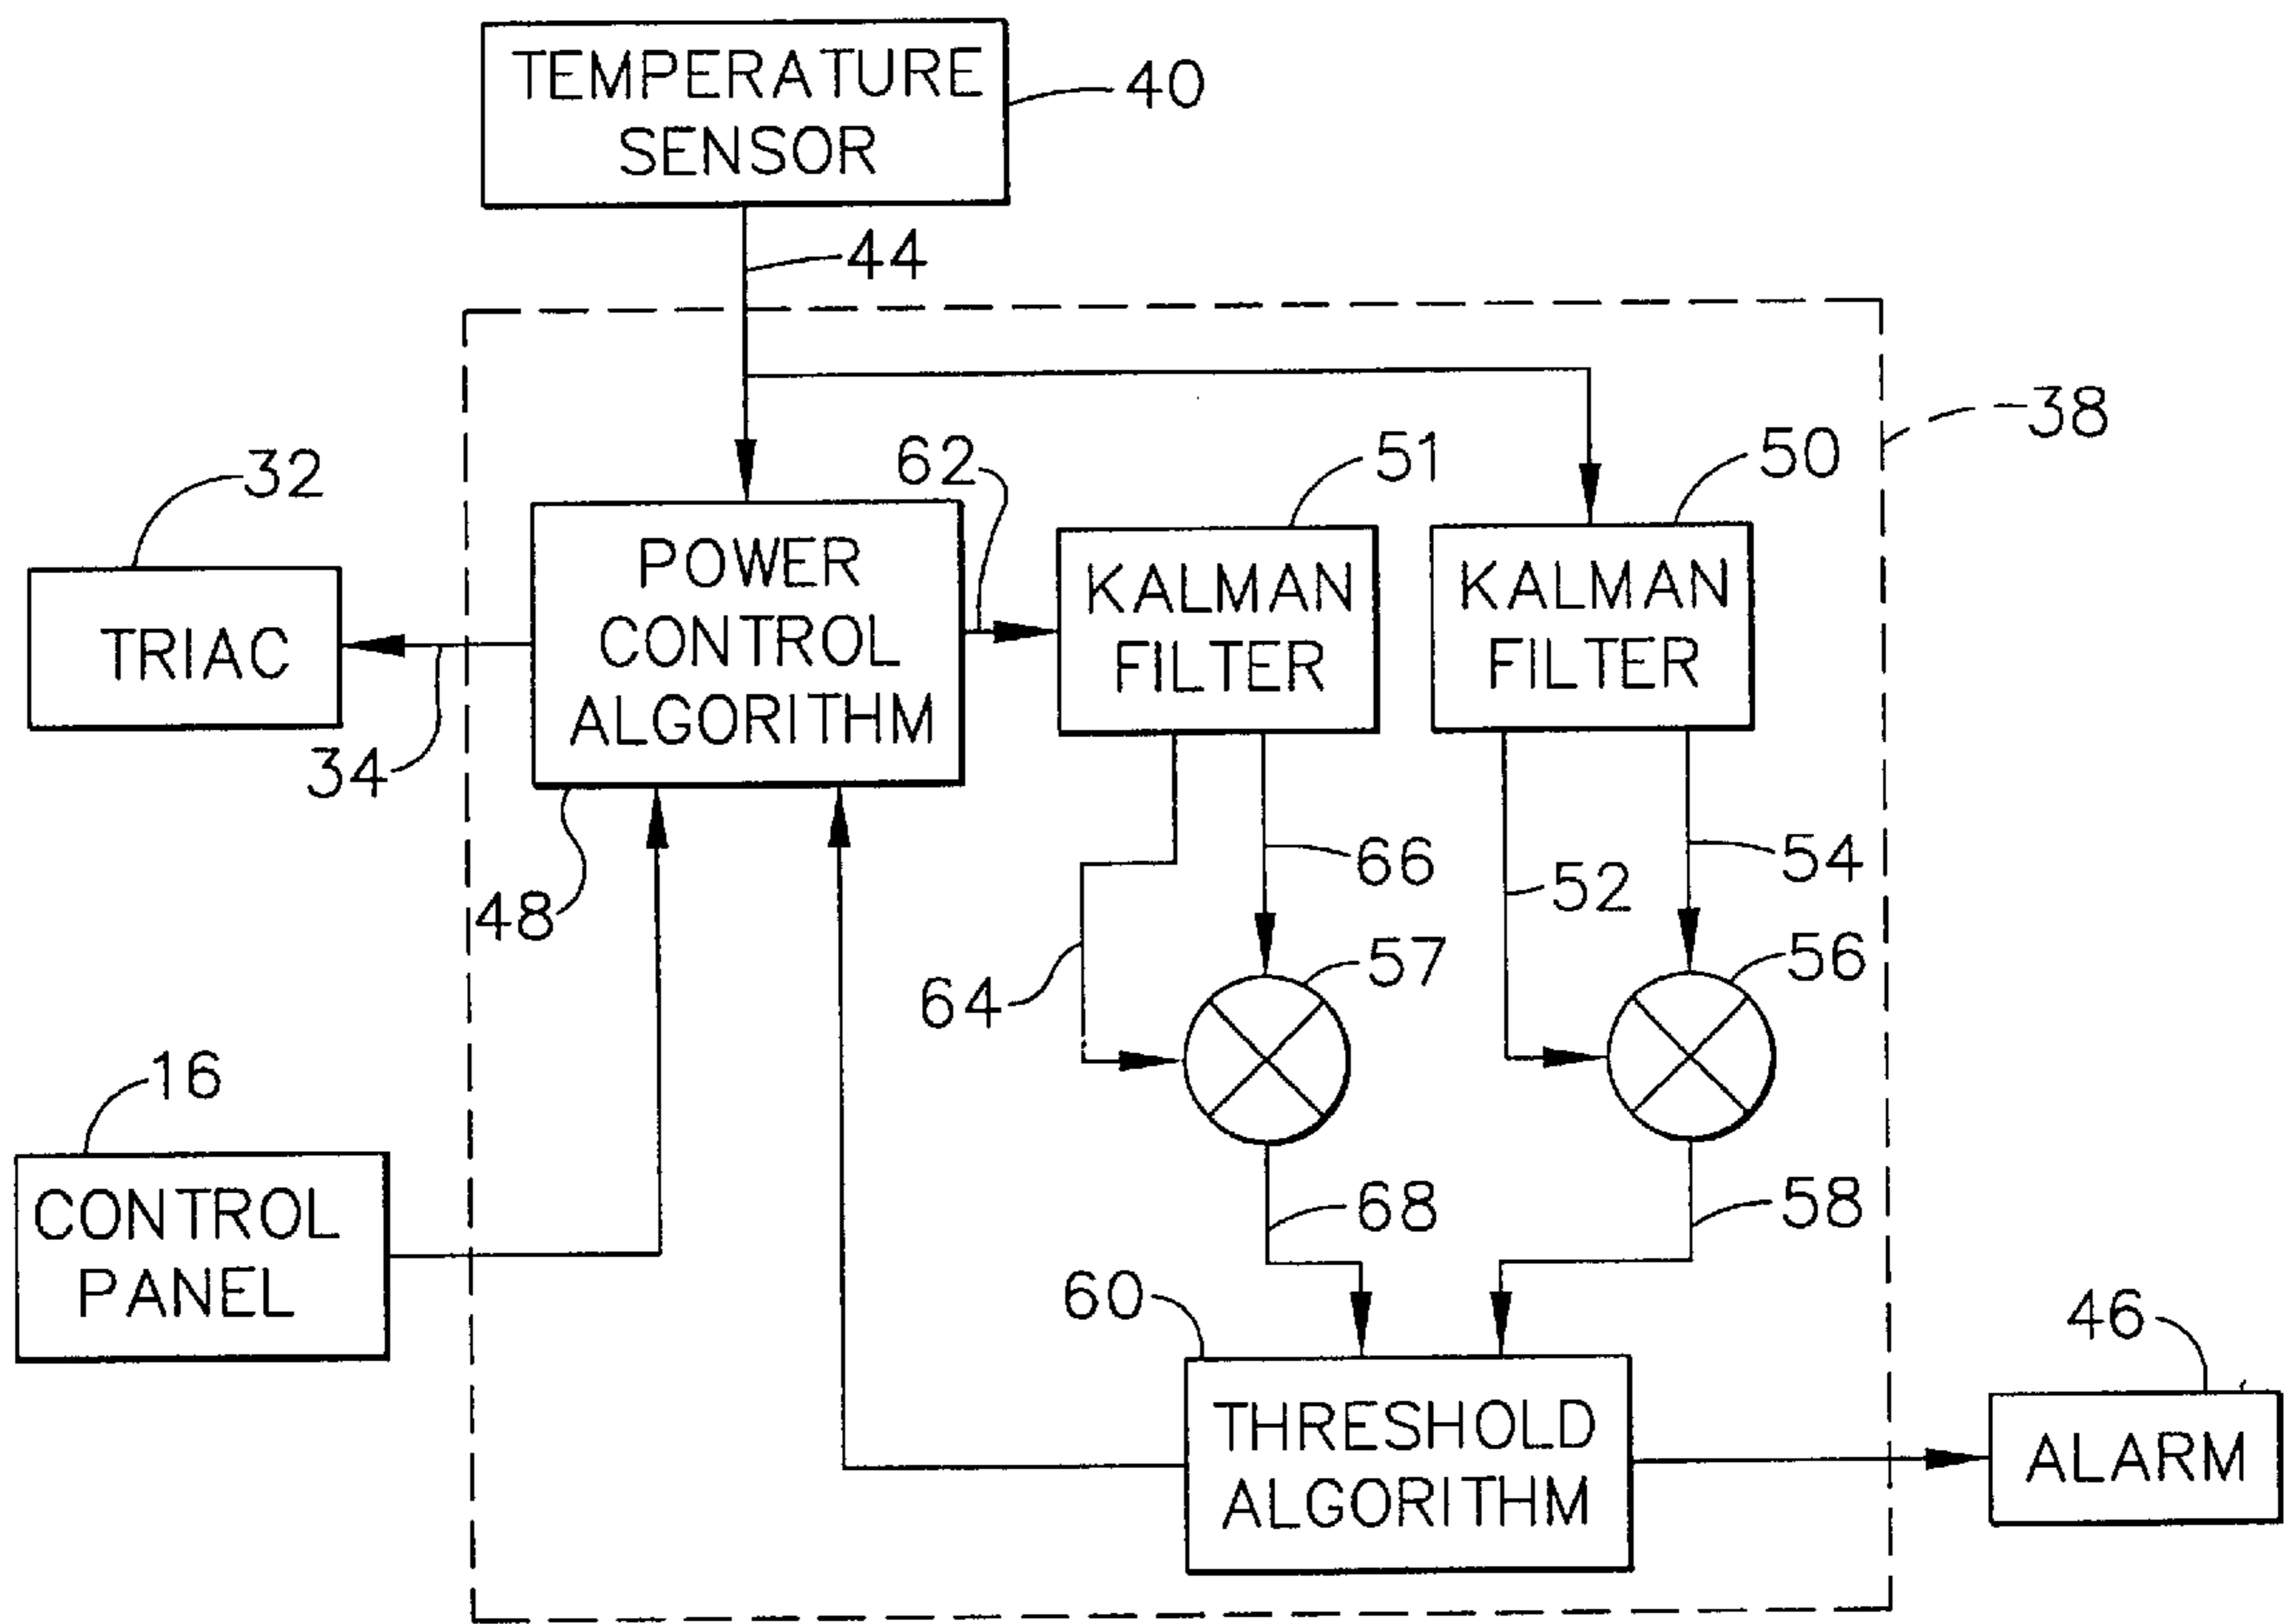 TEMPERATURE
SENSOR
40
44
38
32
62
51
50
TRIAC
34
POWER
CONTROL
ALGORITHM
KALMAN
FILTER
KALMAN
FILTER
48
66
52
54
64
57
56
16
CONTROL
PANEL
68
58
60
46
THRESHOLD
ALGORITHM
ALARM